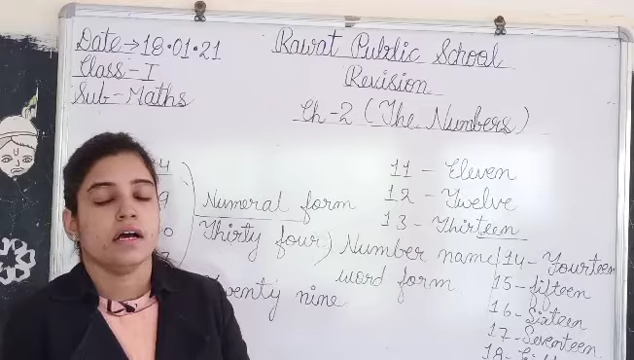 Date → 18.01.21
Rawat Public School
Class - I
Revision
Sub - Maths
Ch-2 (The Numbers)
11 - Eleven
Numeral form
12 - Twelve
13 - Thirteen
Thirty four) Number name/
14 - Fourteen
word form
15 - fifteen
Twenty nine
16 - Sixteen
17 - Seventeen
18 -